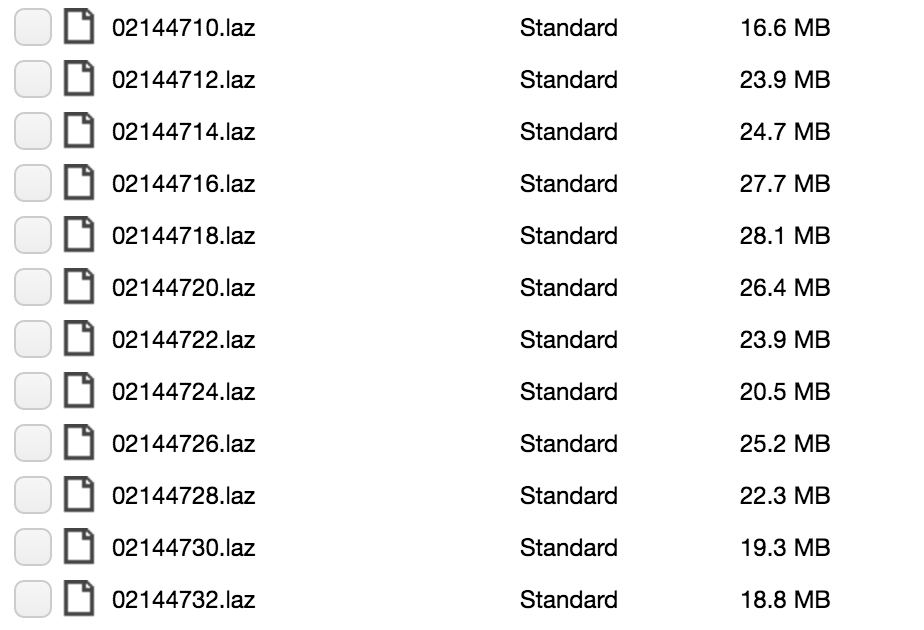 02144710.laz Standard 16.6 MB
02144712.laz Standard 23.9 MB
02144714.laz Standard 24.7 MB
02144716.laz Standard 27.7 MB
02144718.laz Standard 28.1 MB
02144720.laz Standard 26.4 MB
02144722.laz Standard 23.9 MB
02144724.laz Standard 20.5 MB
02144726.laz Standard 25.2 MB
02144728.laz Standard 22.3 MB
02144730.laz Standard 19.3 MB
02144732.laz Standard 18.8 MB